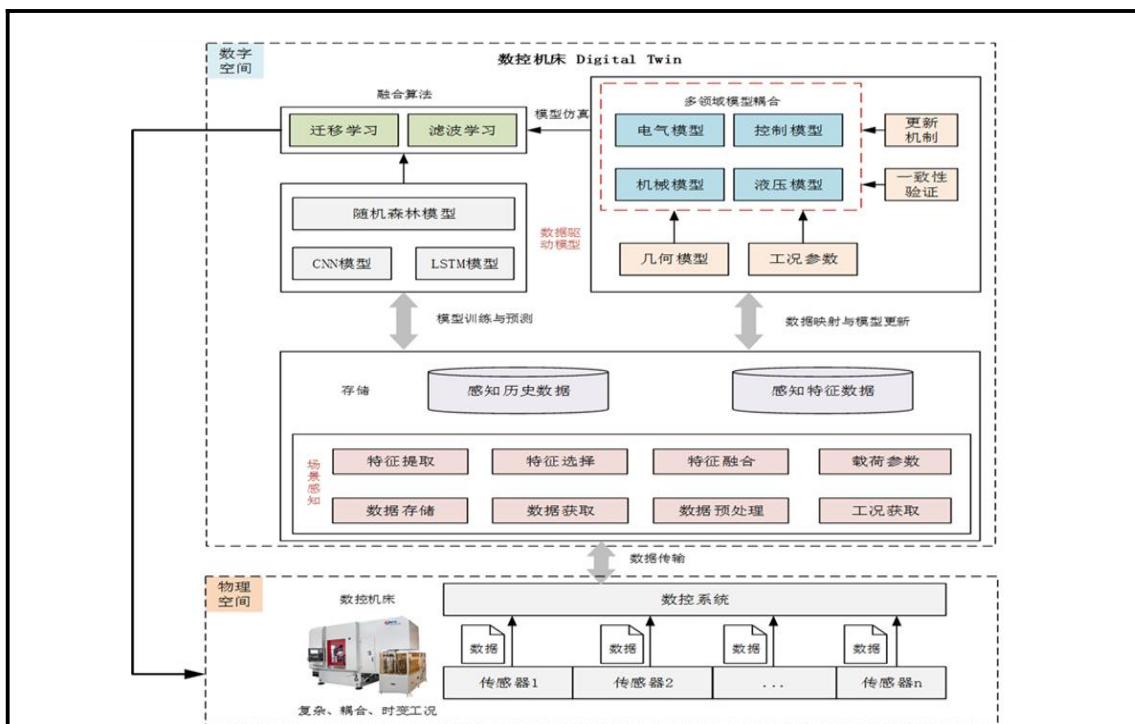 数字
空间
数控机床 Digital Twin
融合算法
迁移学习
滤波学习
模型仿真
多领域模型耦合
电气模型
控制模型
更新
机制
机械模型
液压模型
一致性
验证
随机森林模型
CNN模型
LSTM模型
数据驱
动模型
几何模型
工况参数
模型训练与预测
数据映射与模型更新
存储
感知历史数据
感知特征数据
场景感知
特征提取
特征选择
特征融合
载荷参数
数据存储
数据获取
数据预处理
工况获取
数据传输
物理
空间
数控机床
数控系统
数据
数据
数据
数据
传感器1
传感器2
...
传感器n
复杂、耦合、时变工况